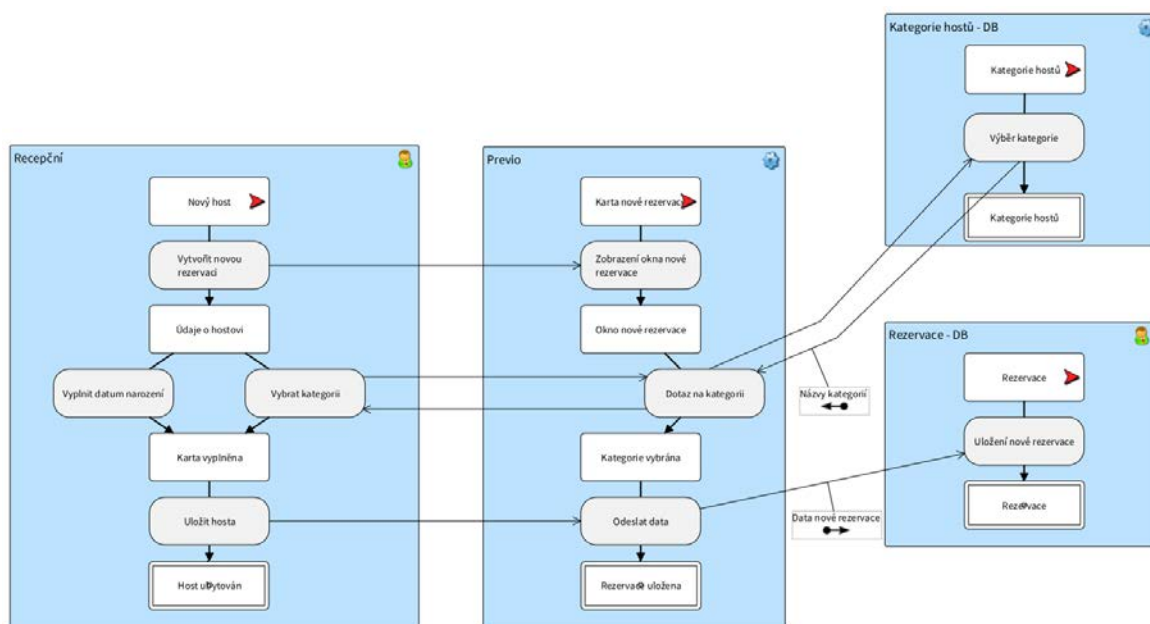 Recepční
Nový host
Vytvořit novou
rezervaci
Údaje o hostovi
Vyplnit datum narození
Vybrat kategorii
Karta vyplněna
Uložit hosta
Host ubytován
Previo
Karta nové rezervace
Zobrazení okna nové
rezervace
Okno nové rezervace
Dotaz na kategorii
Kategorie vybrána
Odeslat data
Rezervace uložena
Kategorie hostů - DB
Kategorie hostů
Výběr kategorie
Kategorie hostů
Názvy kategorií
Data nové rezervace
Rezervace - DB
Rezervace
Uložení nové rezervace
Rezervace